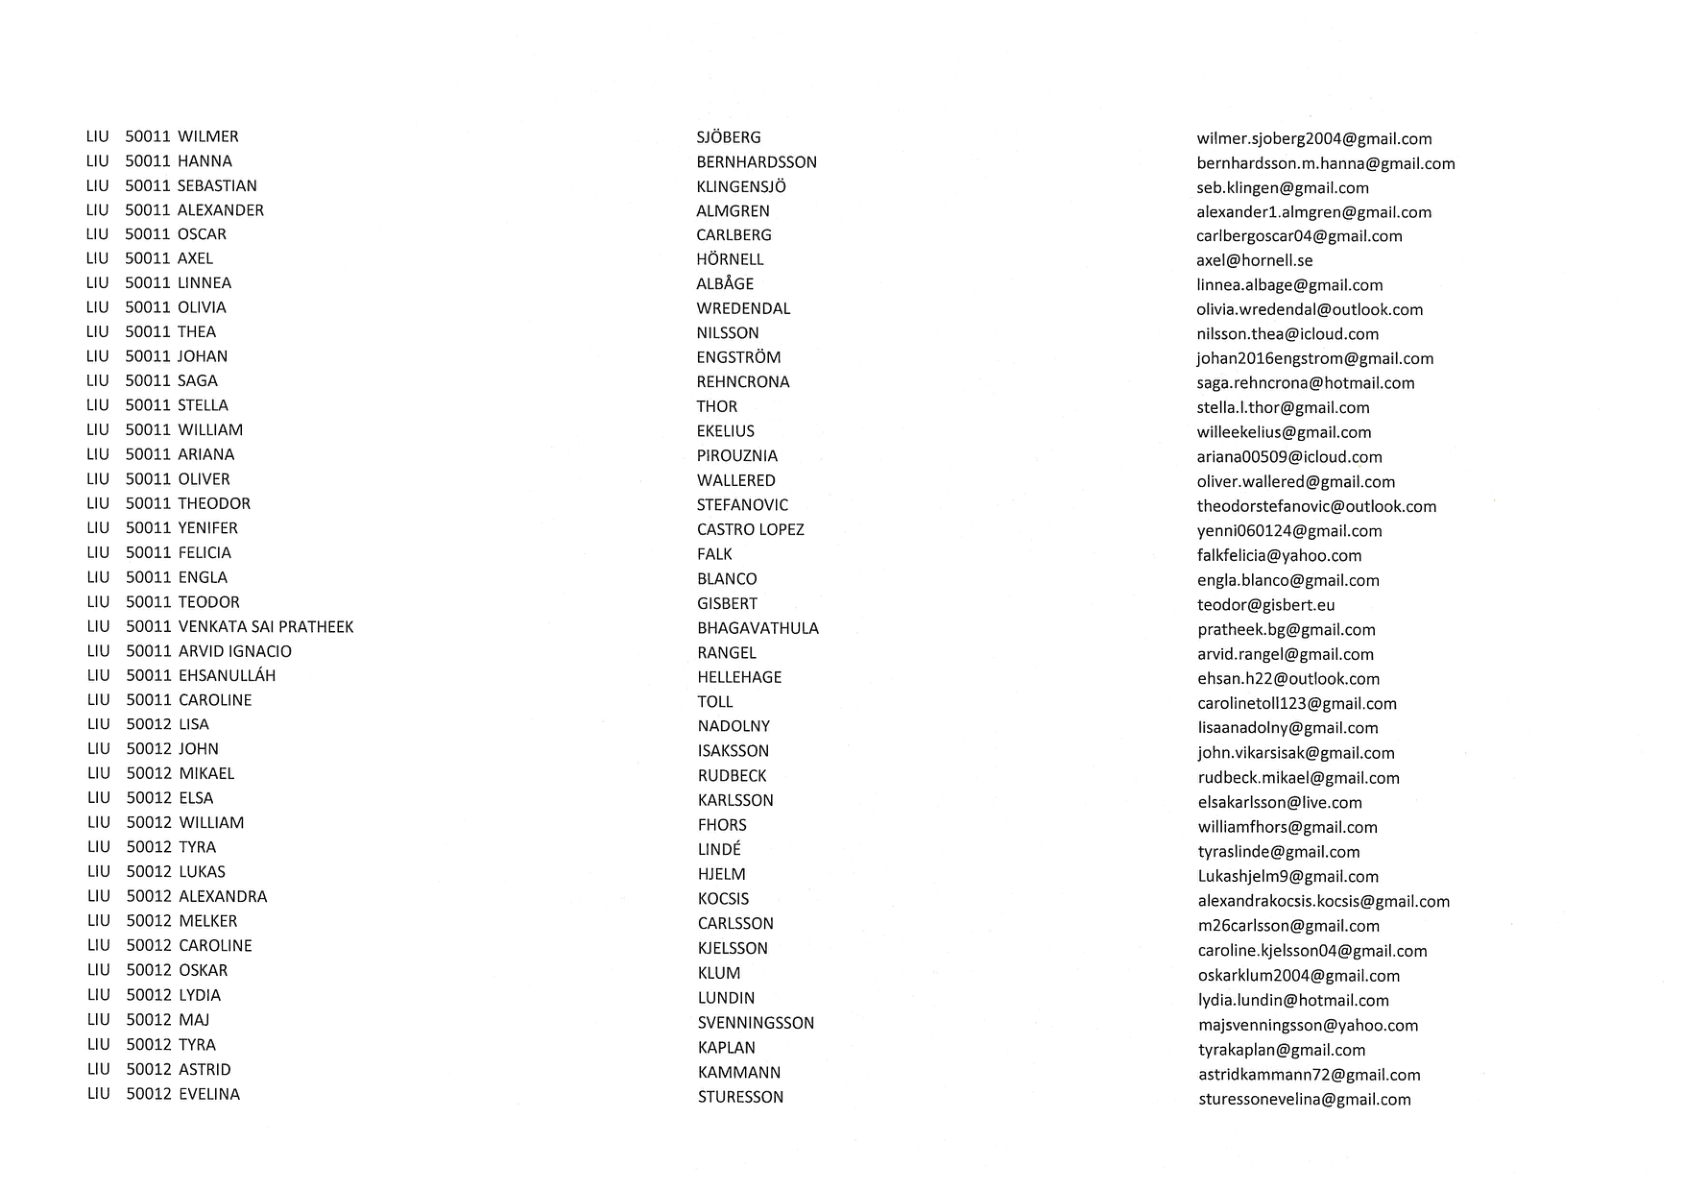 LIU 50011 WILMER SJÖBERG wilmer.sjoberg2004@gmail.com
LIU 50011 HANNA BERNHARDSSON bernhardsson.m.hanna@gmail.com
LIU 50011 SEBASTIAN KLINGENSJÖ seb.klingen@gmail.com
LIU 50011 ALEXANDER ALMGREN alexander1.almgren@gmail.com
LIU 50011 OSCAR CARLBERG carlbergoscar04@gmail.com
LIU 50011 AXEL HÖRNELL axel@hornell.se
LIU 50011 LINNEA ALBÅGE linnea.albage@gmail.com
LIU 50011 OLIVIA WREDENDAL olivia.wredendal@outlook.com
LIU 50011 THEA NILSSON nilsson.thea@icloud.com
LIU 50011 JOHAN ENGSTRÖM johan2016engstrom@gmail.com
LIU 50011 SAGA REHNCRONA saga.rehncrona@hotmail.com
LIU 50011 STELLA THOR stella.l.thor@gmail.com
LIU 50011 WILLIAM EKELIUS willeekelius@gmail.com
LIU 50011 ARIANA PIROUZNIA ariana00509@icloud.com
LIU 50011 OLIVER WALLERED oliver.wallered@gmail.com
LIU 50011 THEODOR STEFANOVIC theodorstefanovic@outlook.com
LIU 50011 YENIFER CASTRO LOPEZ yenni060124@gmail.com
LIU 50011 FELICIA FALK falkfelicia@yahoo.com
LIU 50011 ENGLA BLANCO engla.blanco@gmail.com
LIU 50011 TEODOR GISBERT teodor@gisbert.eu
LIU 50011 VENKATA SAI PRATHEEK BHAGAVATHULA pratheek.bg@gmail.com
LIU 50011 ARVID IGNACIO RANGEL arvid.rangel@gmail.com
LIU 50011 EHSANULLÁH HELLEHAGE ehsan.h22@outlook.com
LIU 50011 CAROLINE TOLL carolinetoll123@gmail.com
LIU 50012 LISA NADOLNY lisaanadolny@gmail.com
LIU 50012 JOHN ISAKSSON john.vikarsisak@gmail.com
LIU 50012 MIKAEL RUDBECK rudbeck.mikael@gmail.com
LIU 50012 ELSA KARLSSON elsakarlsson@live.com
LIU 50012 WILLIAM FHORS williamfhors@gmail.com
LIU 50012 TYRA LINDÉ tyraslinde@gmail.com
LIU 50012 LUKAS HJELM Lukashjelm9@gmail.com
LIU 50012 ALEXANDRA KOCSIS alexandrakocsis.kocsis@gmail.com
LIU 50012 MELKER CARLSSON m26carlsson@gmail.com
LIU 50012 CAROLINE KJELSSON caroline.kjelsson04@gmail.com
LIU 50012 OSKAR KLUM oskarklum2004@gmail.com
LIU 50012 LYDIA LUNDIN lydia.lundin@hotmail.com
LIU 50012 MAJ SVENNINGSSON majsvenningsson@yahoo.com
LIU 50012 TYRA KAPLAN tyrakaplan@gmail.com
LIU 50012 ASTRID KAMMANN astridkammann72@gmail.com
LIU 50012 EVELINA STURESSON sturessonevelina@gmail.com